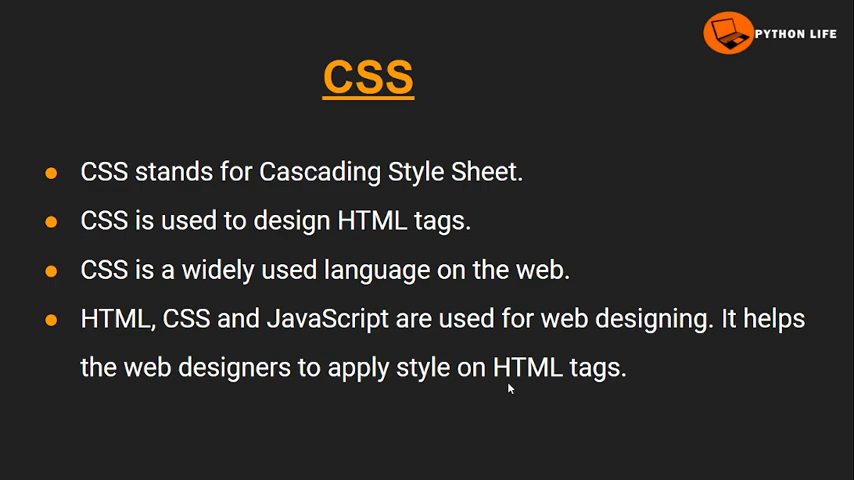 PYTHON LIFE
CSS
CSS stands for Cascading Style Sheet.
CSS is used to design HTML tags.
CSS is a widely used language on the web.
HTML, CSS and JavaScript are used for web designing. It helps
the web designers to apply style on HTML tags.